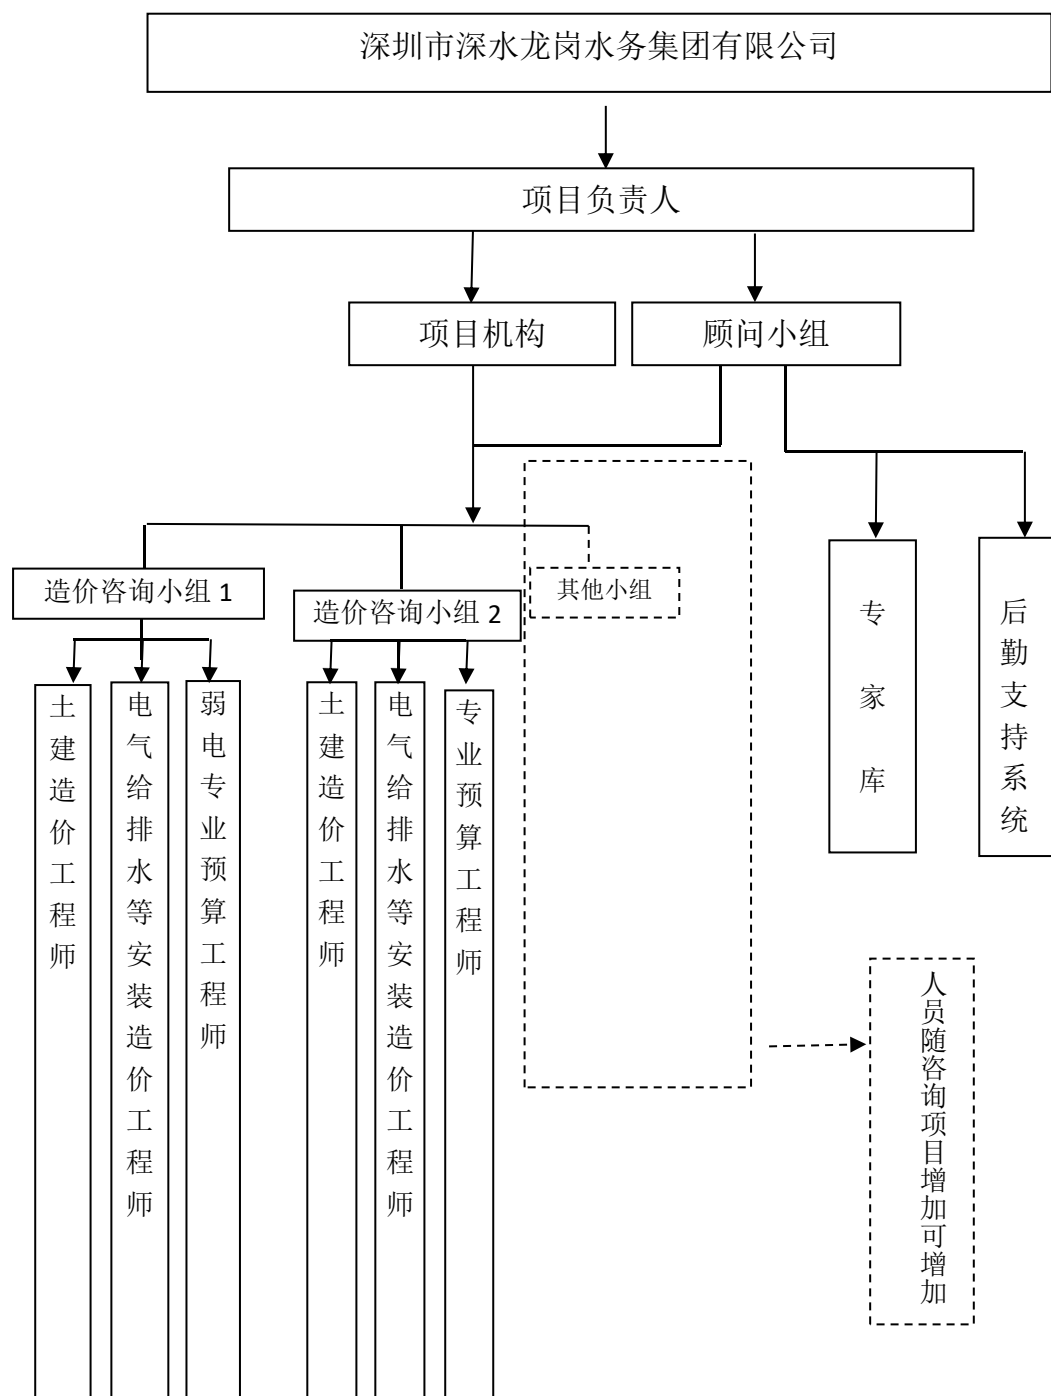 深圳市深水龙岗水务集团有限公司
项目负责人
项目机构
顾问小组
造价咨询小组 1
造价咨询小组 2
其他小组
专家库
后勤支持系统
土建造价工程师
电气给排水等安装造价工程师
弱电专业预算工程师
土建造价工程师
电气给排水等安装造价工程师
专业预算工程师
人员随咨询项目增加可增加